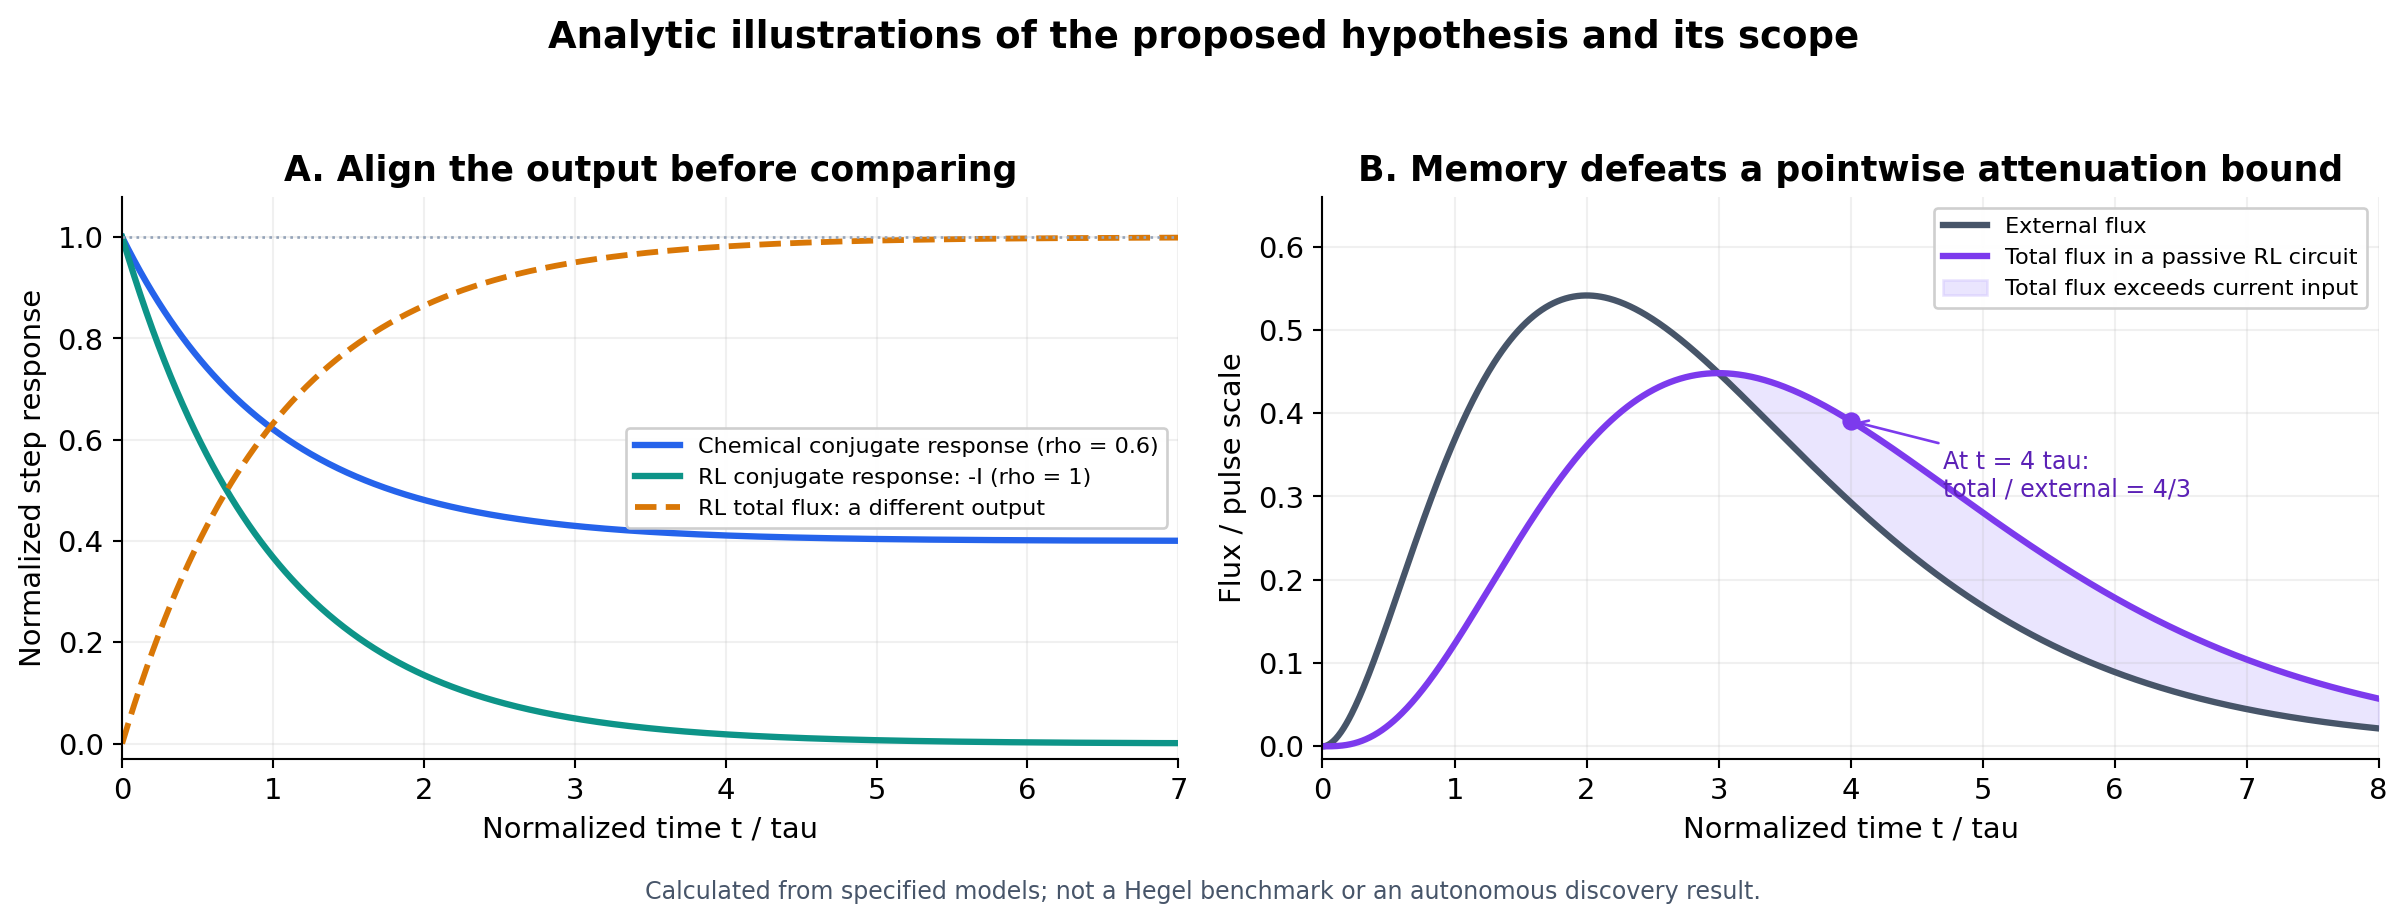 Analytic illustrations of the proposed hypothesis and its scope
A. Align the output before comparing
Normalized step response
1.0
0.8
0.6
0.4
0.2
0.0
Chemical conjugate response (rho = 0.6)
RL conjugate response: -I (rho = 1)
RL total flux: a different output
0 1 2 3 4 5 6 7
Normalized time t / tau
B. Memory defeats a pointwise attenuation bound
Flux / pulse scale
0.6
0.5
0.4
0.3
0.2
0.1
0.0
External flux
Total flux in a passive RL circuit
Total flux exceeds current input
At t = 4 tau:
total / external = 4/3
0 1 2 3 4 5 6 7 8
Normalized time t / tau
Calculated from specified models; not a Hegel benchmark or an autonomous discovery result.